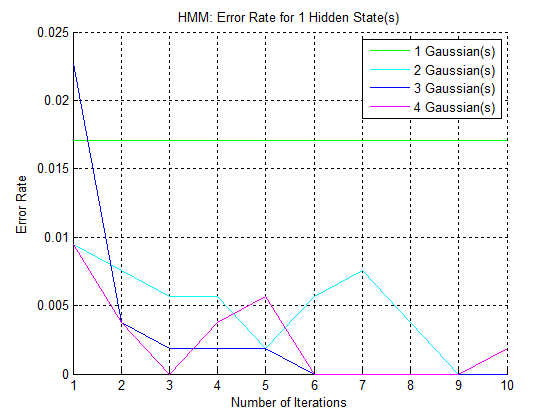 HMM: Error Rate for 1 Hidden State(s)
0.025
0.02
0.015
0.01
0.005
0
Error Rate
1 Gaussian(s)
2 Gaussian(s)
3 Gaussian(s)
4 Gaussian(s)
1 2 3 4 5 6 7 8 9 10
Number of Iterations